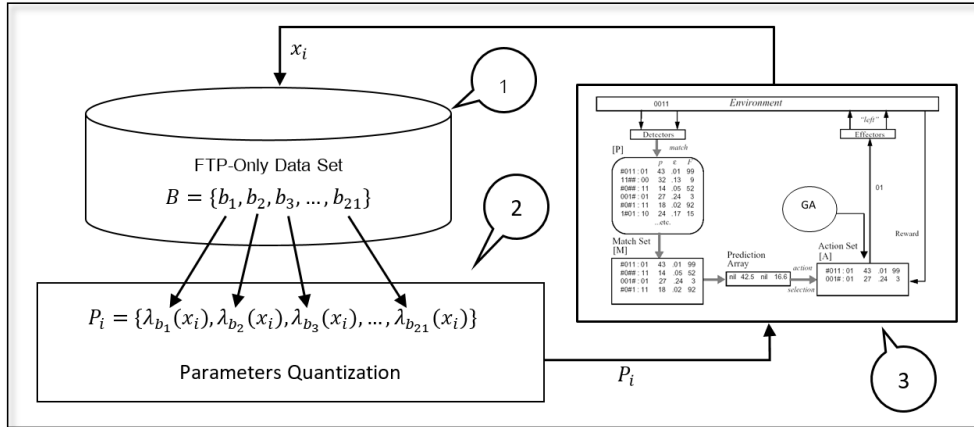 x_i
1
FTP-Only Data Set
B = {b_1, b_2, b_3, …, b_21}
2
P_i = {λ_b1(x_i), λ_b2(x_i), λ_b3(x_i), …, λ_b21(x_i)}
Parameters Quantization
P_i
3
0011 Environment
"left"
Detectors
Effectors
match
[P]
p ε F
#011 : 01 43 .01 99
11## : 00 32 .13 9
#0## : 11 14 .05 52
001# : 01 27 .24 3
#0#1 : 11 18 .02 92
1#01 : 10 24 .17 15
...etc.
01
GA
Reward
Match Set
[M]
#011 : 01 43 .01 99
#0## : 11 14 .05 52
001# : 01 27 .24 3
#0#1 : 11 18 .02 92
Prediction
Array
nil 42.5 nil 16.6
action
selection
Action Set
[A]
#011 : 01 43 .01 99
001# : 01 27 .24 3